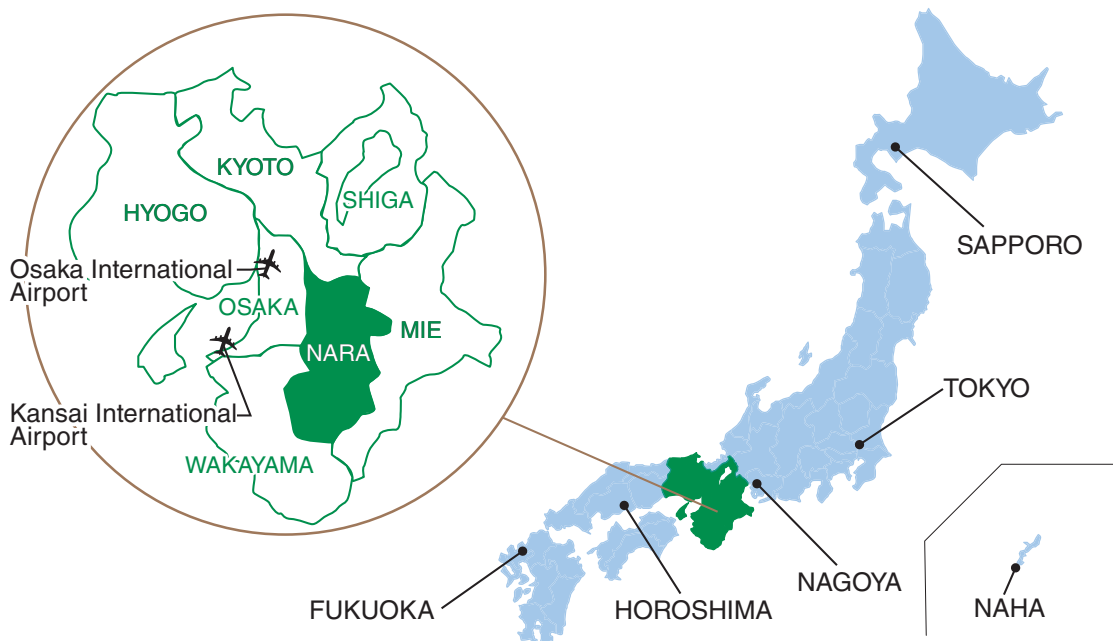 KYOTO
SHIGA
HYOGO
Osaka International
Airport
OSAKA
MIE
NARA
Kansai International
Airport
WAKAYAMA
SAPPORO
TOKYO
NAGOYA
HOROSHIMA
FUKUOKA
NAHA